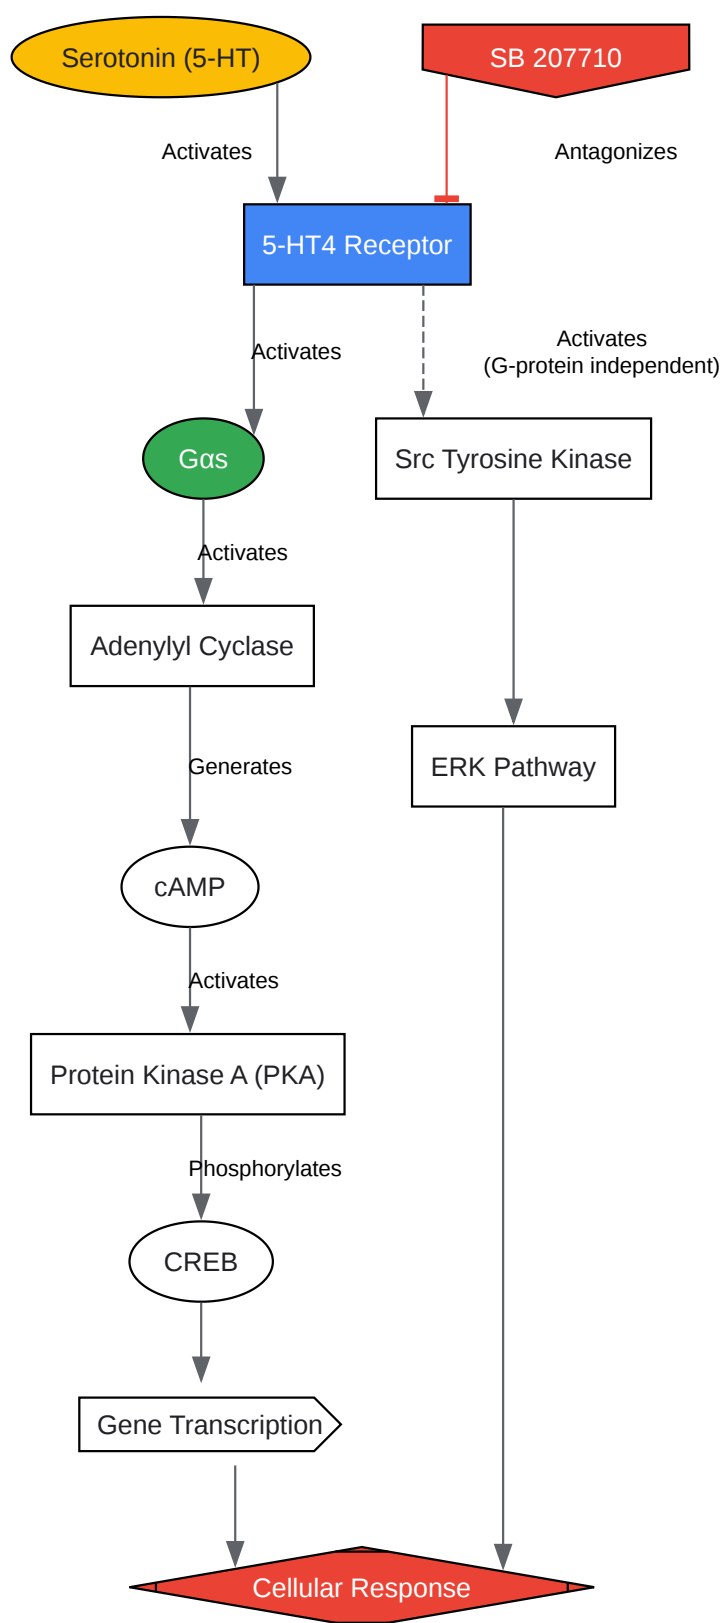 Serotonin (5-HT)
SB 207710
Activates
Antagonizes
5-HT4 Receptor
Activates
Activates
(G-protein independent)
Gαs
Src Tyrosine Kinase
Activates
Adenylyl Cyclase
Generates
ERK Pathway
cAMP
Activates
Protein Kinase A (PKA)
Phosphorylates
CREB
Gene Transcription
Cellular Response